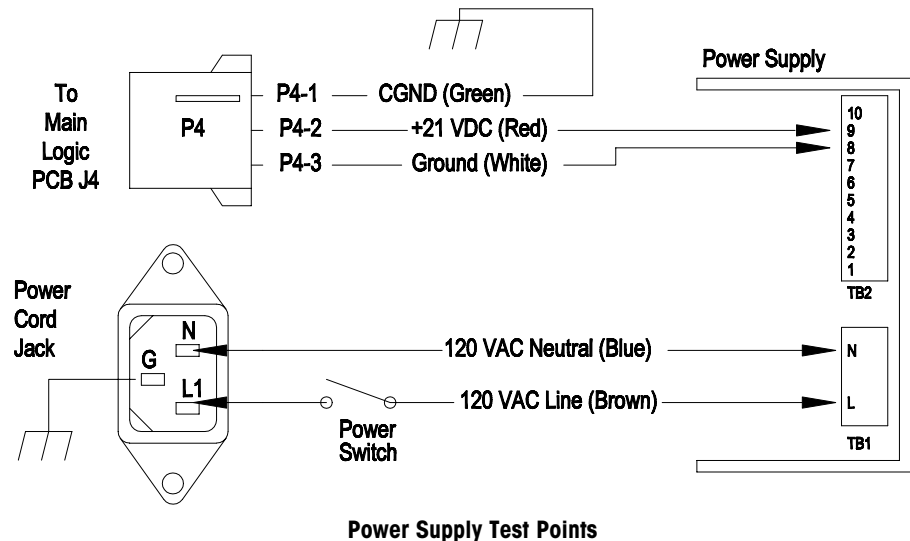 Power Supply
To
Main
Logic
PCB J4
P4
P4-1
CGND (Green)
P4-2
+21 VDC (Red)
P4-3
Ground (White)
10
9
8
7
6
5
4
3
2
1
TB2
Power
Cord
Jack
N
G
L1
120 VAC Neutral (Blue)
N
120 VAC Line (Brown)
L
Power
Switch
TB1
Power Supply Test Points